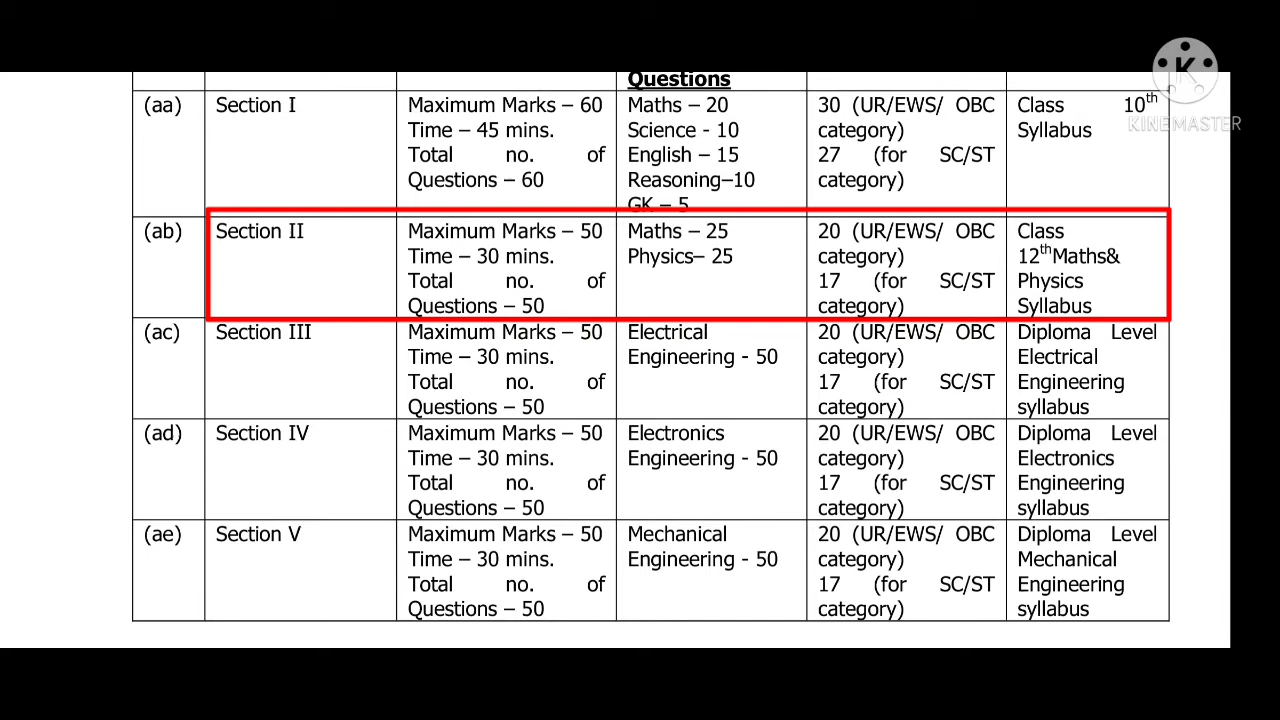 Questions
(aa) Section I Maximum Marks – 60 Maths – 20 30 (UR/EWS/ OBC Class 10th
Time – 45 mins. Science - 10 category) Syllabus
Total no. of English – 15 27 (for SC/ST
Questions – 60 Reasoning–10 category)
GK – 5
(ab) Section II Maximum Marks – 50 Maths – 25 20 (UR/EWS/ OBC Class
Time – 30 mins. Physics– 25 category) 12thMaths&
Total no. of 17 (for SC/ST Physics
Questions – 50 category) Syllabus
(ac) Section III Maximum Marks – 50 Electrical 20 (UR/EWS/ OBC Diploma Level
Time – 30 mins. Engineering - 50 category) Electrical
Total no. of 17 (for SC/ST Engineering
Questions – 50 category) syllabus
(ad) Section IV Maximum Marks – 50 Electronics 20 (UR/EWS/ OBC Diploma Level
Time – 30 mins. Engineering - 50 category) Electronics
Total no. of 17 (for SC/ST Engineering
Questions – 50 category) syllabus
(ae) Section V Maximum Marks – 50 Mechanical 20 (UR/EWS/ OBC Diploma Level
Time – 30 mins. Engineering - 50 category) Mechanical
Total no. of 17 (for SC/ST Engineering
Questions – 50 category) syllabus
K
KINEMASTER